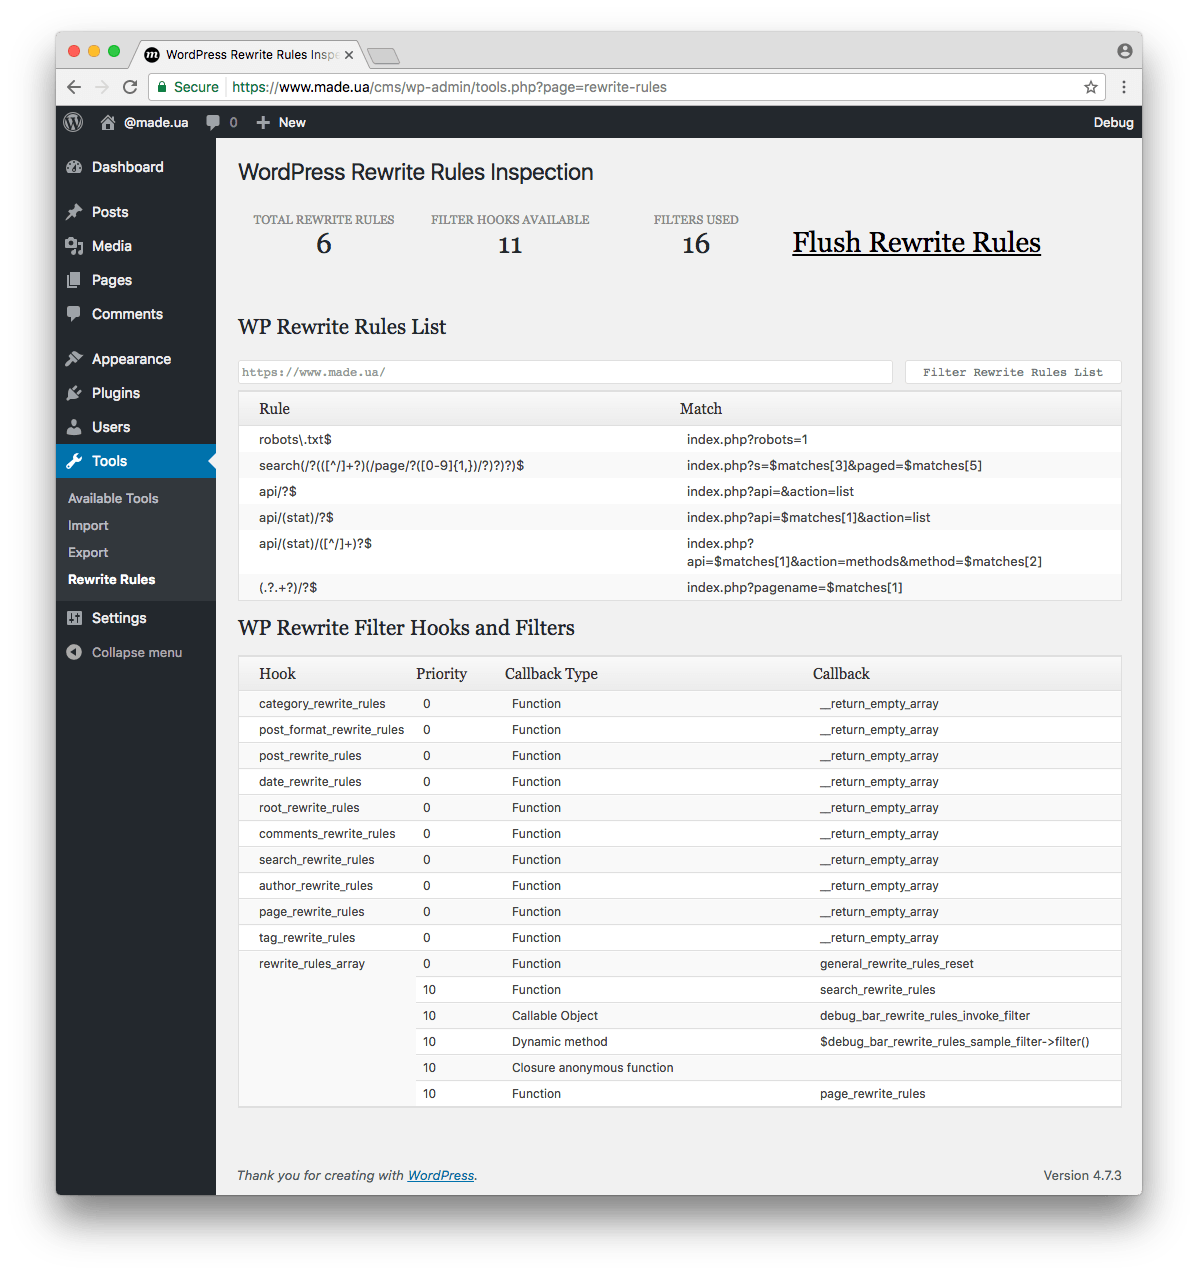 WordPress Rewrite Rules Inspe
Secure https://www.made.ua/cms/wp-admin/tools.php?page=rewrite-rules
@made.ua 0 New Debug
Dashboard
Posts
Media
Pages
Comments
Appearance
Plugins
Users
Tools
Available Tools
Import
Export
Rewrite Rules
Settings
Collapse menu
WordPress Rewrite Rules Inspection
TOTAL REWRITE RULES FILTER HOOKS AVAILABLE FILTERS USED
6 11 16 Flush Rewrite Rules
WP Rewrite Rules List
https://www.made.ua/ Filter Rewrite Rules List
Rule Match
robots\.txt$ index.php?robots=1
search(/?(([^/]+?)(/page/?([0-9]{1,})/?)?)?)$ index.php?s=$matches[3]&paged=$matches[5]
api/?$ index.php?api=&action=list
api/(stat)/?$ index.php?api=$matches[1]&action=list
api/(stat)/([^/]+)?$ index.php?
api=$matches[1]&action=methods&method=$matches[2]
(.?.+?)/?$ index.php?pagename=$matches[1]
WP Rewrite Filter Hooks and Filters
Hook Priority Callback Type Callback
category_rewrite_rules 0 Function __return_empty_array
post_format_rewrite_rules 0 Function __return_empty_array
post_rewrite_rules 0 Function __return_empty_array
date_rewrite_rules 0 Function __return_empty_array
root_rewrite_rules 0 Function __return_empty_array
comments_rewrite_rules 0 Function __return_empty_array
search_rewrite_rules 0 Function __return_empty_array
author_rewrite_rules 0 Function __return_empty_array
page_rewrite_rules 0 Function __return_empty_array
tag_rewrite_rules 0 Function __return_empty_array
rewrite_rules_array 0 Function general_rewrite_rules_reset
10 Function search_rewrite_rules
10 Callable Object debug_bar_rewrite_rules_invoke_filter
10 Dynamic method $debug_bar_rewrite_rules_sample_filter->filter()
10 Closure anonymous function
10 Function page_rewrite_rules
Thank you for creating with WordPress. Version 4.7.3